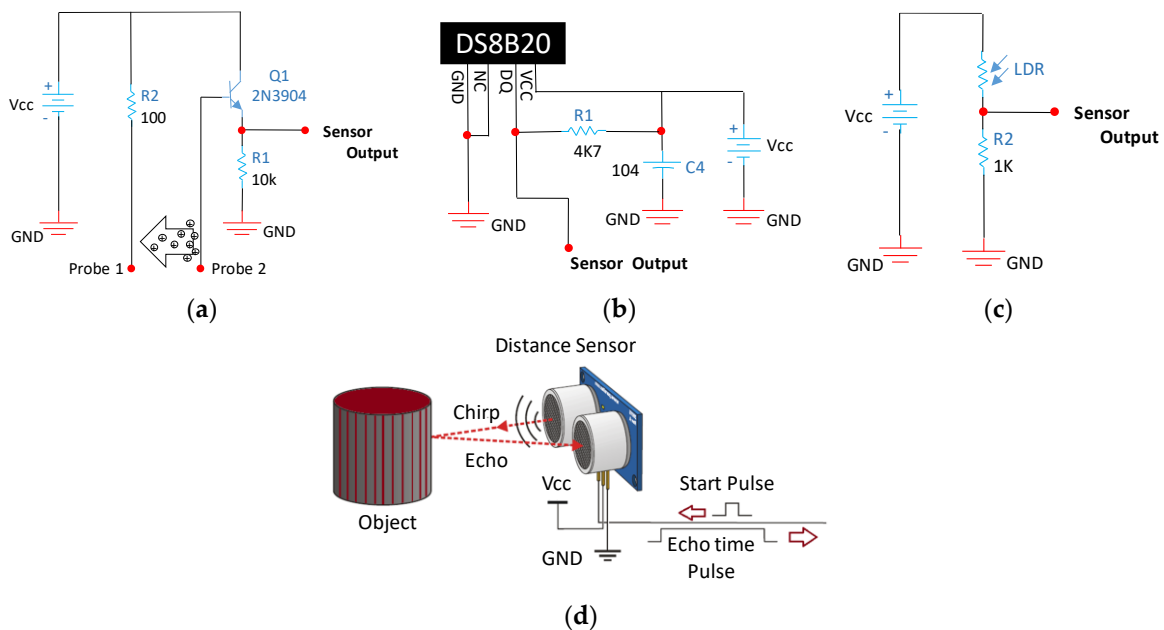 Vcc
+
-
R2
100
Q1
2N3904
Sensor
Output
R1
10k
GND
GND
Probe 1
Probe 2
(a)
DS8B20
GND
NC
DQ
VCC
R1
4K7
104
C4
+
-
Vcc
GND
GND
Sensor Output
(b)
LDR
+
-
Vcc
Sensor
Output
R2
1K
GND
GND
(c)
Distance Sensor
Chirp
Echo
Object
Vcc
GND
Start Pulse
Echo time
Pulse
(d)